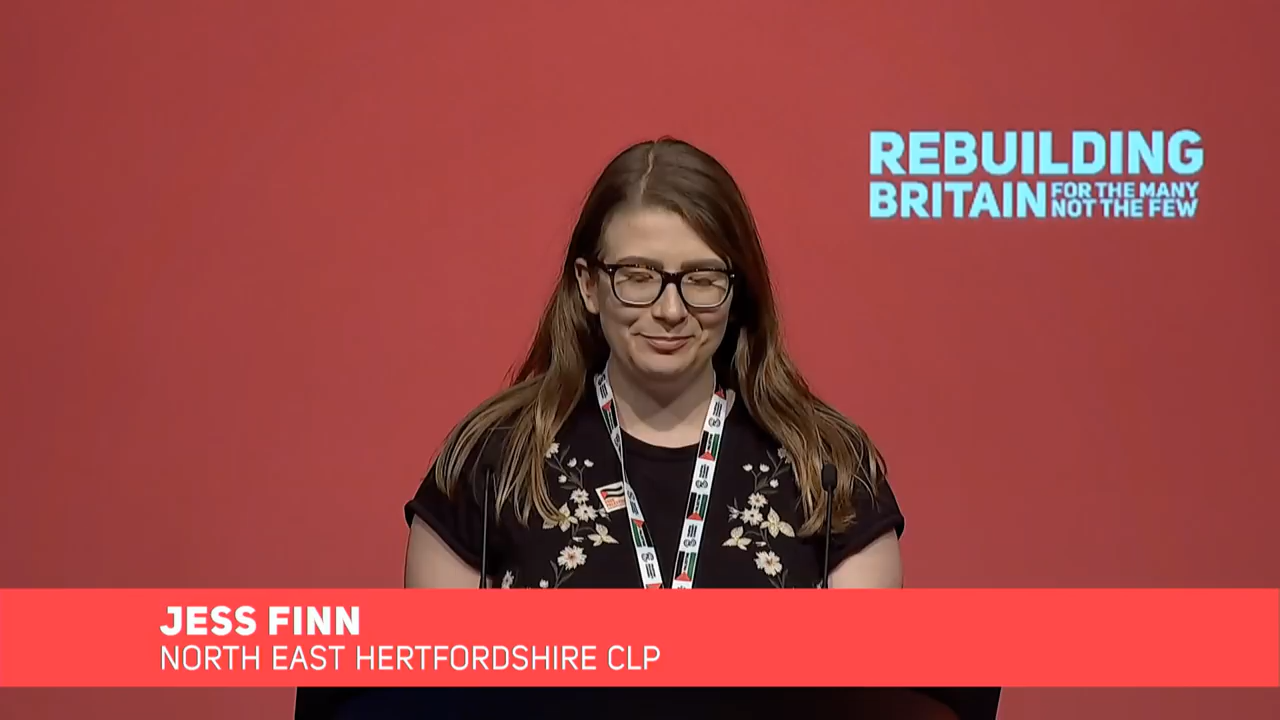 REBUILDING
BRITAIN FOR THE MANY
NOT THE FEW
JESS FINN
NORTH EAST HERTFORDSHIRE CLP